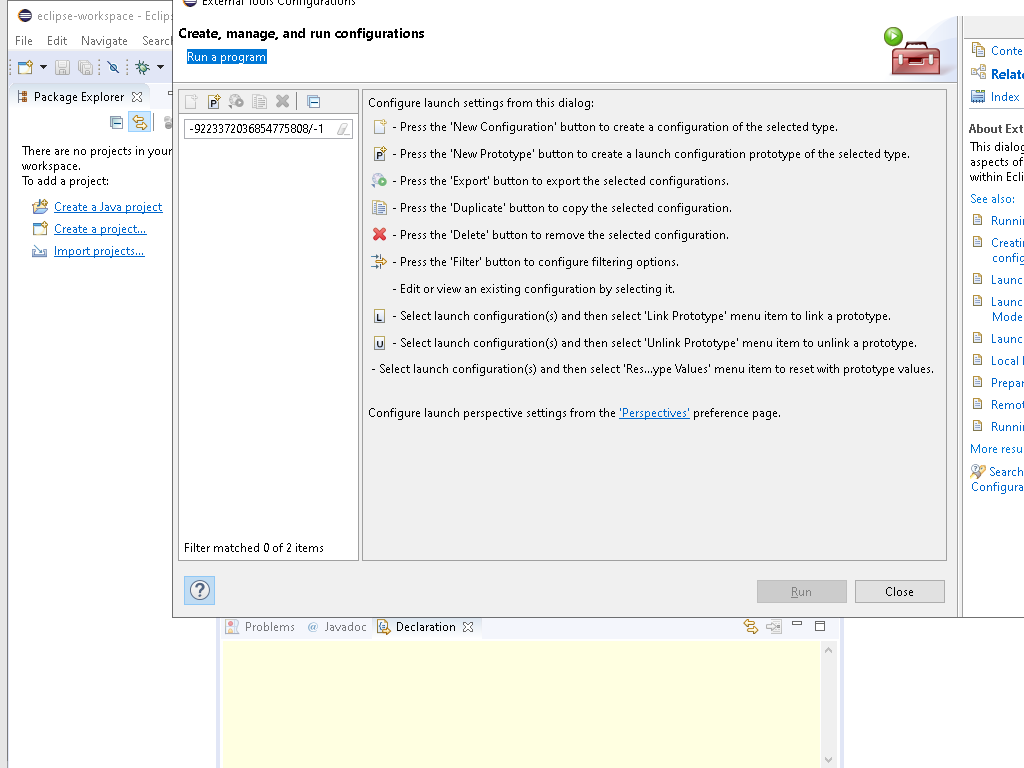 External Tools Configurations
eclipse-workspace - Eclips
Create, manage, and run configurations
File Edit Navigate Search
Run a program
Package Explorer
-9223372036854775808/-1
There are no projects in your
workspace.
To add a project:
Create a Java project
Create a project...
Import projects...
Filter matched 0 of 2 items
Configure launch settings from this dialog:
- Press the 'New Configuration' button to create a configuration of the selected type.
- Press the 'New Prototype' button to create a launch configuration prototype of the selected type.
- Press the 'Export' button to export the selected configurations.
- Press the 'Duplicate' button to copy the selected configuration.
- Press the 'Delete' button to remove the selected configuration.
- Press the 'Filter' button to configure filtering options.
- Edit or view an existing configuration by selecting it.
L - Select launch configuration(s) and then select 'Link Prototype' menu item to link a prototype.
U - Select launch configuration(s) and then select 'Unlink Prototype' menu item to unlink a prototype.
- Select launch configuration(s) and then select 'Res...ype Values' menu item to reset with prototype values.
Configure launch perspective settings from the 'Perspectives' preference page.
Run Close
Conte
Relate
Index
About Ext
This dialog
aspects of
within Ecli
See also:
Runni
Creati
config
Launc
Launc
Mode
Launc
Local
Prepar
Remot
Runni
More resu
Search
Configura
Problems @ Javadoc Declaration